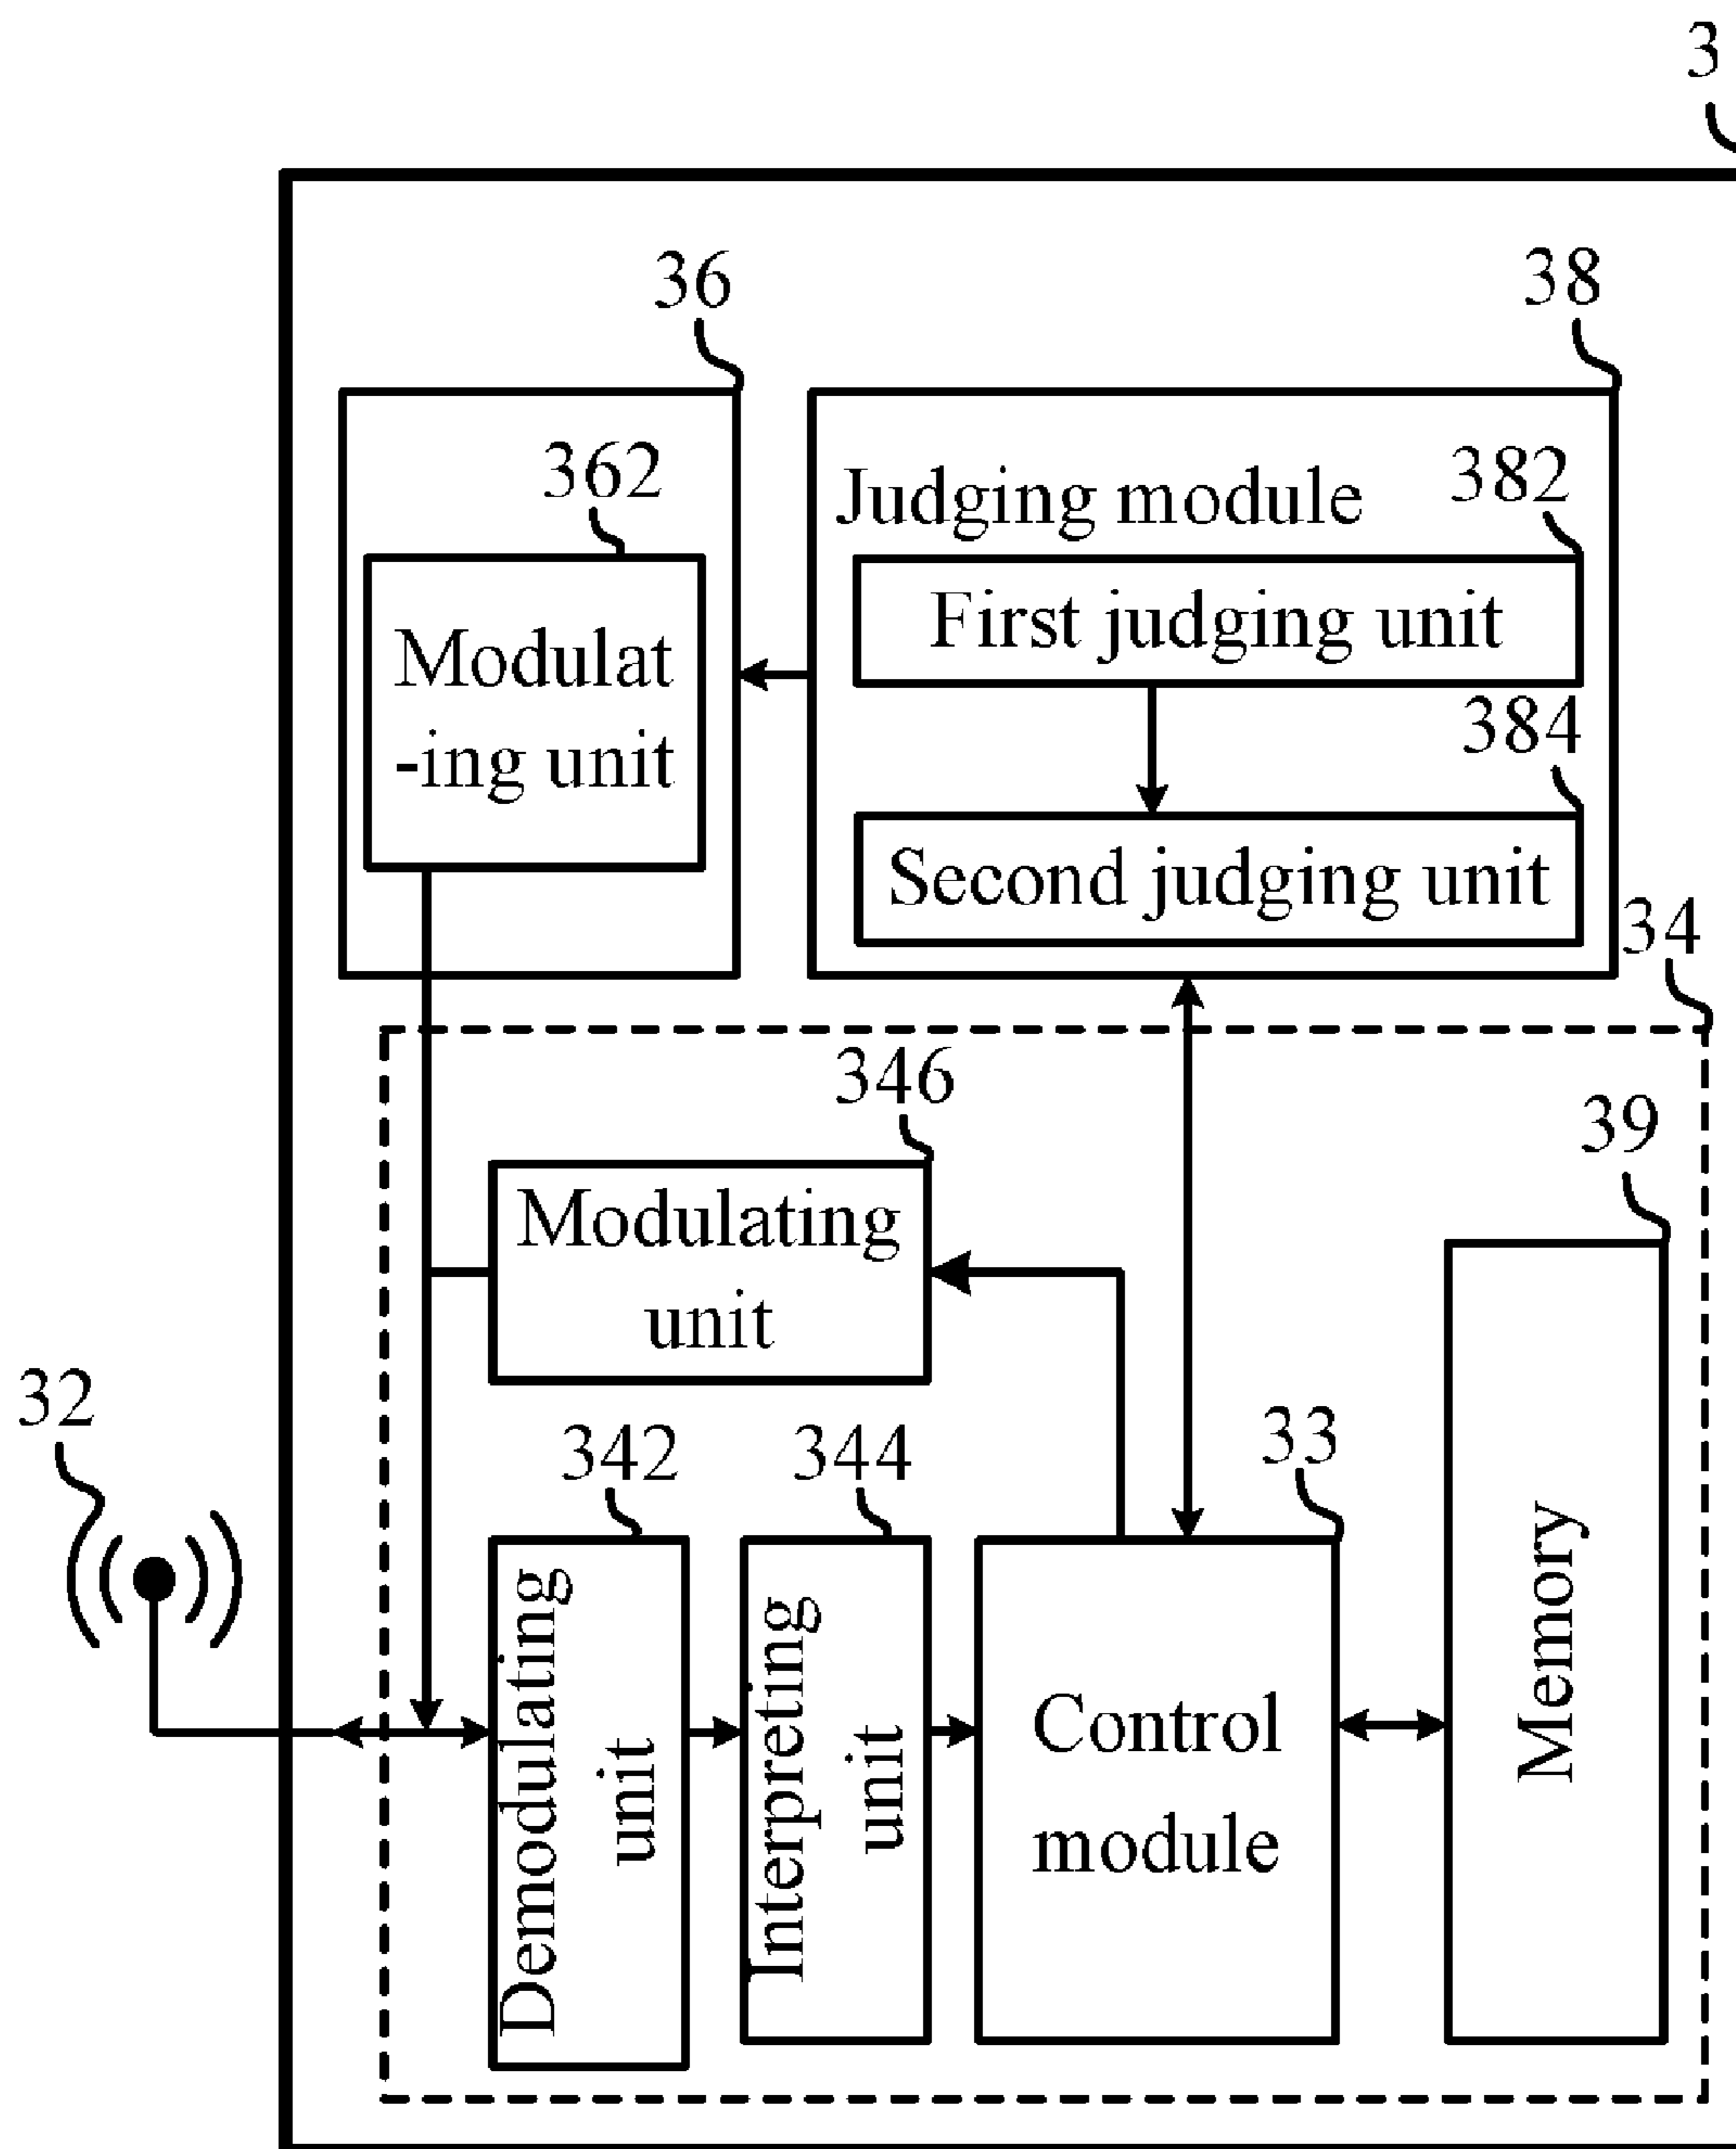 3
36
38
362
382
Judging module
First judging unit
Modulat
-ing unit
384
Second judging unit
34
346
39
Modulating
unit
32
342
344
33
Demodulating
unit
Interpreting
unit
Control
module
Memory